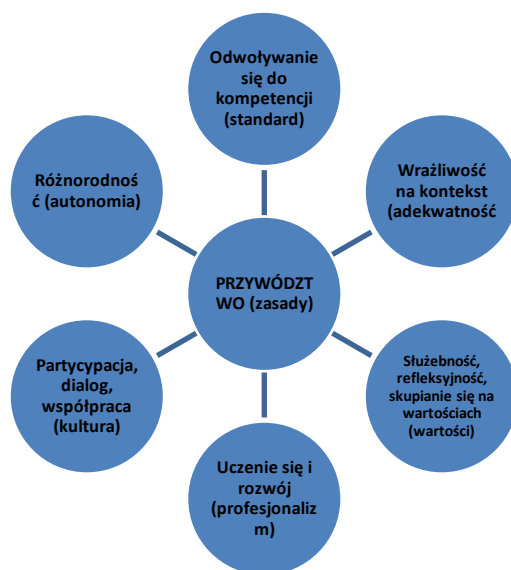 Odwoływanie
się do
kompetencji
(standard)
Różnorodnoś
ć (autonomia)
Wrażliwość
na kontekst
(adekwatność
PRZYWÓDZT
WO (zasady)
Partycypacja,
dialog,
współpraca
(kultura)
Służebność,
refleksyjność,
skupianie się na
wartościach
(wartości)
Uczenie się i
rozwój
(profesjonaliz
m)